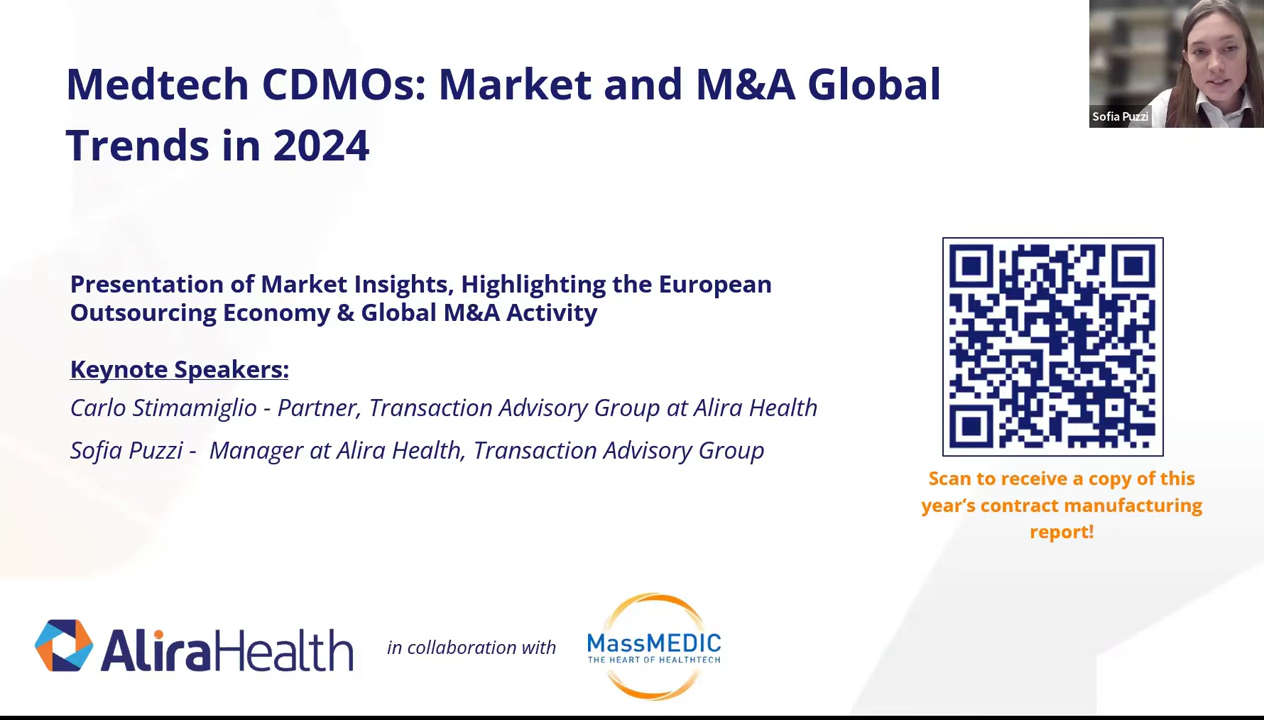 Medtech CDMOs: Market and M&A Global
Trends in 2024
Sofia Puzzi
Presentation of Market Insights, Highlighting the European
Outsourcing Economy & Global M&A Activity
Keynote Speakers:
Carlo Stimamiglio - Partner, Transaction Advisory Group at Alira Health
Sofia Puzzi - Manager at Alira Health, Transaction Advisory Group
Scan to receive a copy of this
year’s contract manufacturing
report!
AliraHealth
in collaboration with
MassMEDIC
THE HEART OF HEALTHTECH